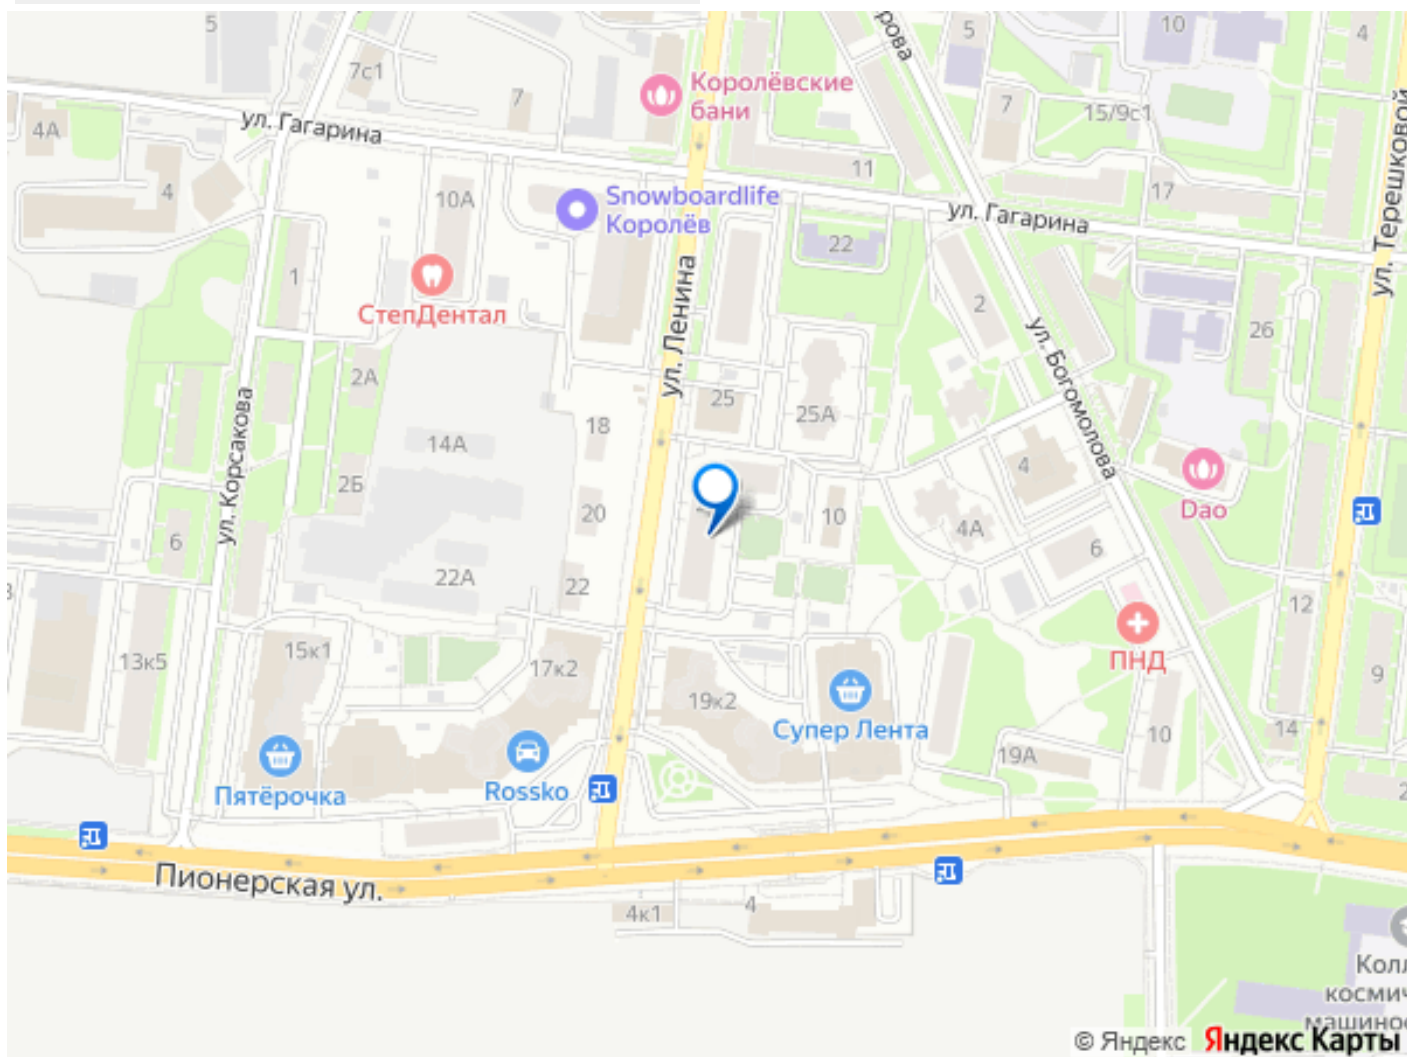 5
7с1
7
Королёвские
бани
5
10
4
4А
ул. Гагарина
7
15/9с1
11
17
4
10А
Snowboardlife
Королёв
ул. Гагарина
22
ул. Терешковой
1
СтепДентал
ул. Ленина
2
26
ул. Богомолова
2А
25
25А
ул. Корсакова
14А
18
4
2Б
20
10
4А
Dao
6
6
22А
22
12
ПНД
13к5
15к1
17к2
19к2
9
Супер Лента
10
14
19А
Пятёрочка
Rossko
Пионерская ул.
4к1
4
© Яндекс Яндекс Карты